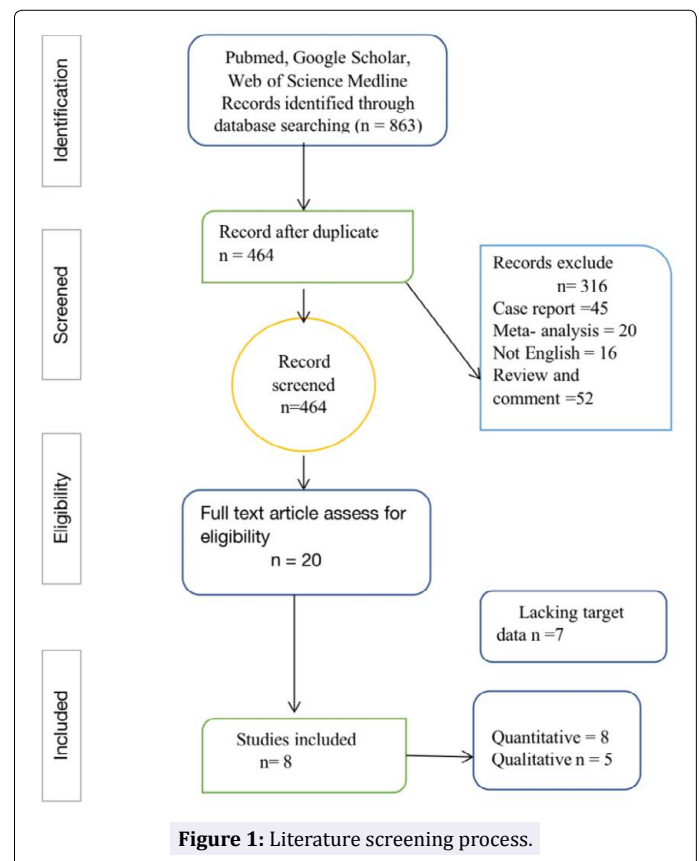 Identification
Pubmed, Google Scholar,
Web of Science Medline
Records identified through
database searching (n = 863)
Screened
Record after duplicate
n = 464
Records exclude
n= 316
Case report =45
Meta- analysis = 20
Not English = 16
Review and
comment =52
Record
screened
n=464
Eligibility
Full text article assess for
eligibility
n = 20
Lacking target
data n =7
Included
Studies included
n= 8
Quantitative = 8
Qualitative n = 5
Figure 1: Literature screening process.